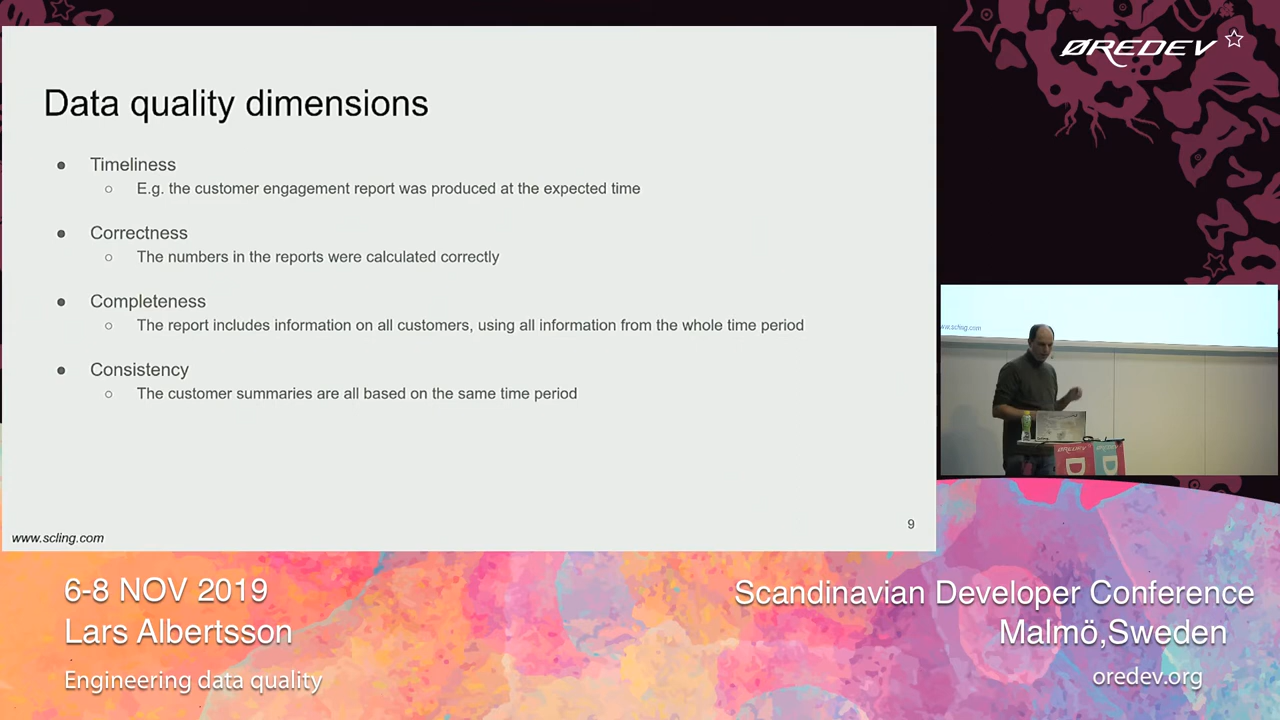 ØREDEV
Data quality dimensions
● Timeliness
○ E.g. the customer engagement report was produced at the expected time
● Correctness
○ The numbers in the reports were calculated correctly
● Completeness
○ The report includes information on all customers, using all information from the whole time period
● Consistency
○ The customer summaries are all based on the same time period
9
www.scling.com
6-8 NOV 2019
Lars Albertsson
Engineering data quality
Scandinavian Developer Conference
Malmö,Sweden
oredev.org